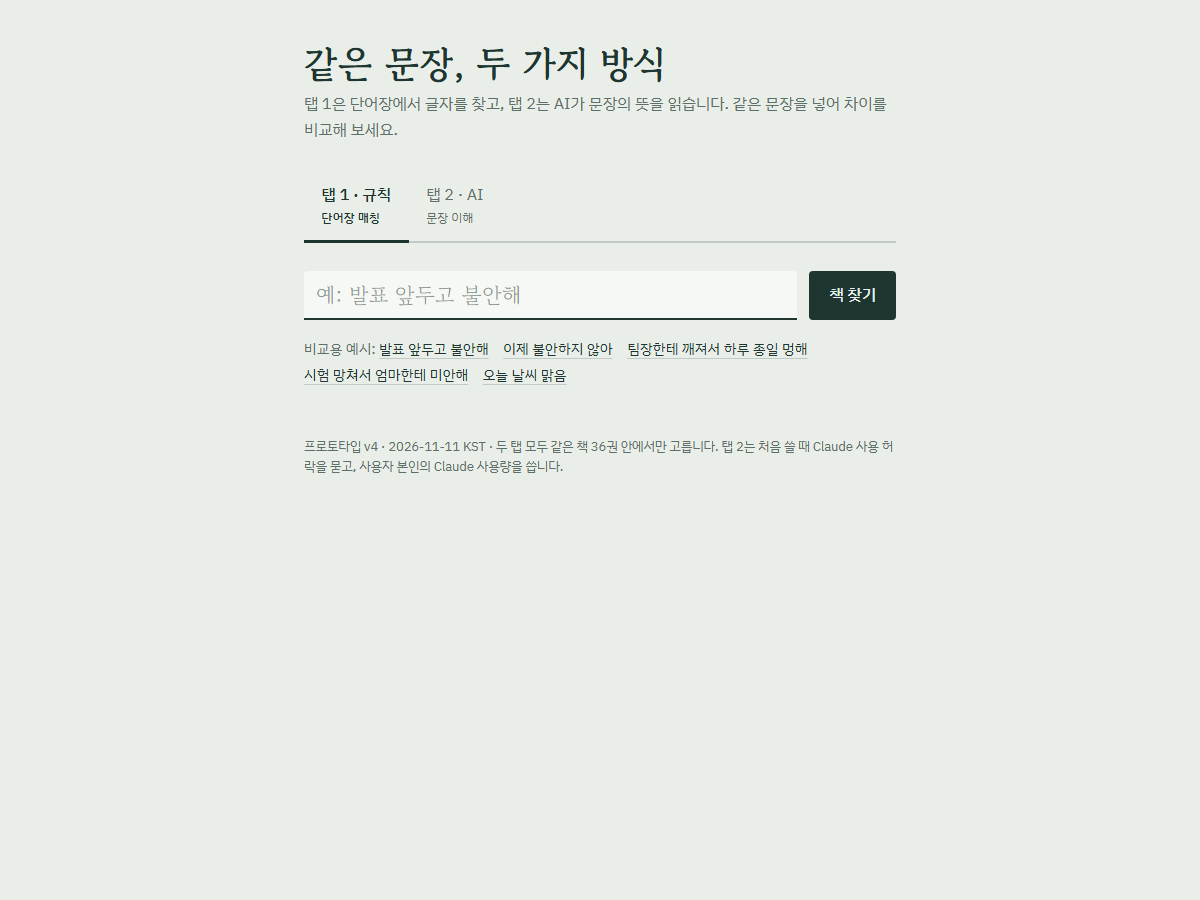 같은 문장, 두 가지 방식
탭 1은 단어장에서 글자를 찾고, 탭 2는 AI가 문장의 뜻을 읽습니다. 같은 문장을 넣어 차이를
비교해 보세요.
탭 1 · 규칙
단어장 매칭
탭 2 · AI
문장 이해
예: 발표 앞두고 불안해
책 찾기
비교용 예시: 발표 앞두고 불안해 이제 불안하지 않아 팀장한테 깨져서 하루 종일 멍해
시험 망쳐서 엄마한테 미안해 오늘 날씨 맑음
프로토타입 v4 · 2026-11-11 KST · 두 탭 모두 같은 책 36권 안에서만 고릅니다. 탭 2는 처음 쓸 때 Claude 사용 허
락을 묻고, 사용자 본인의 Claude 사용량을 씁니다.